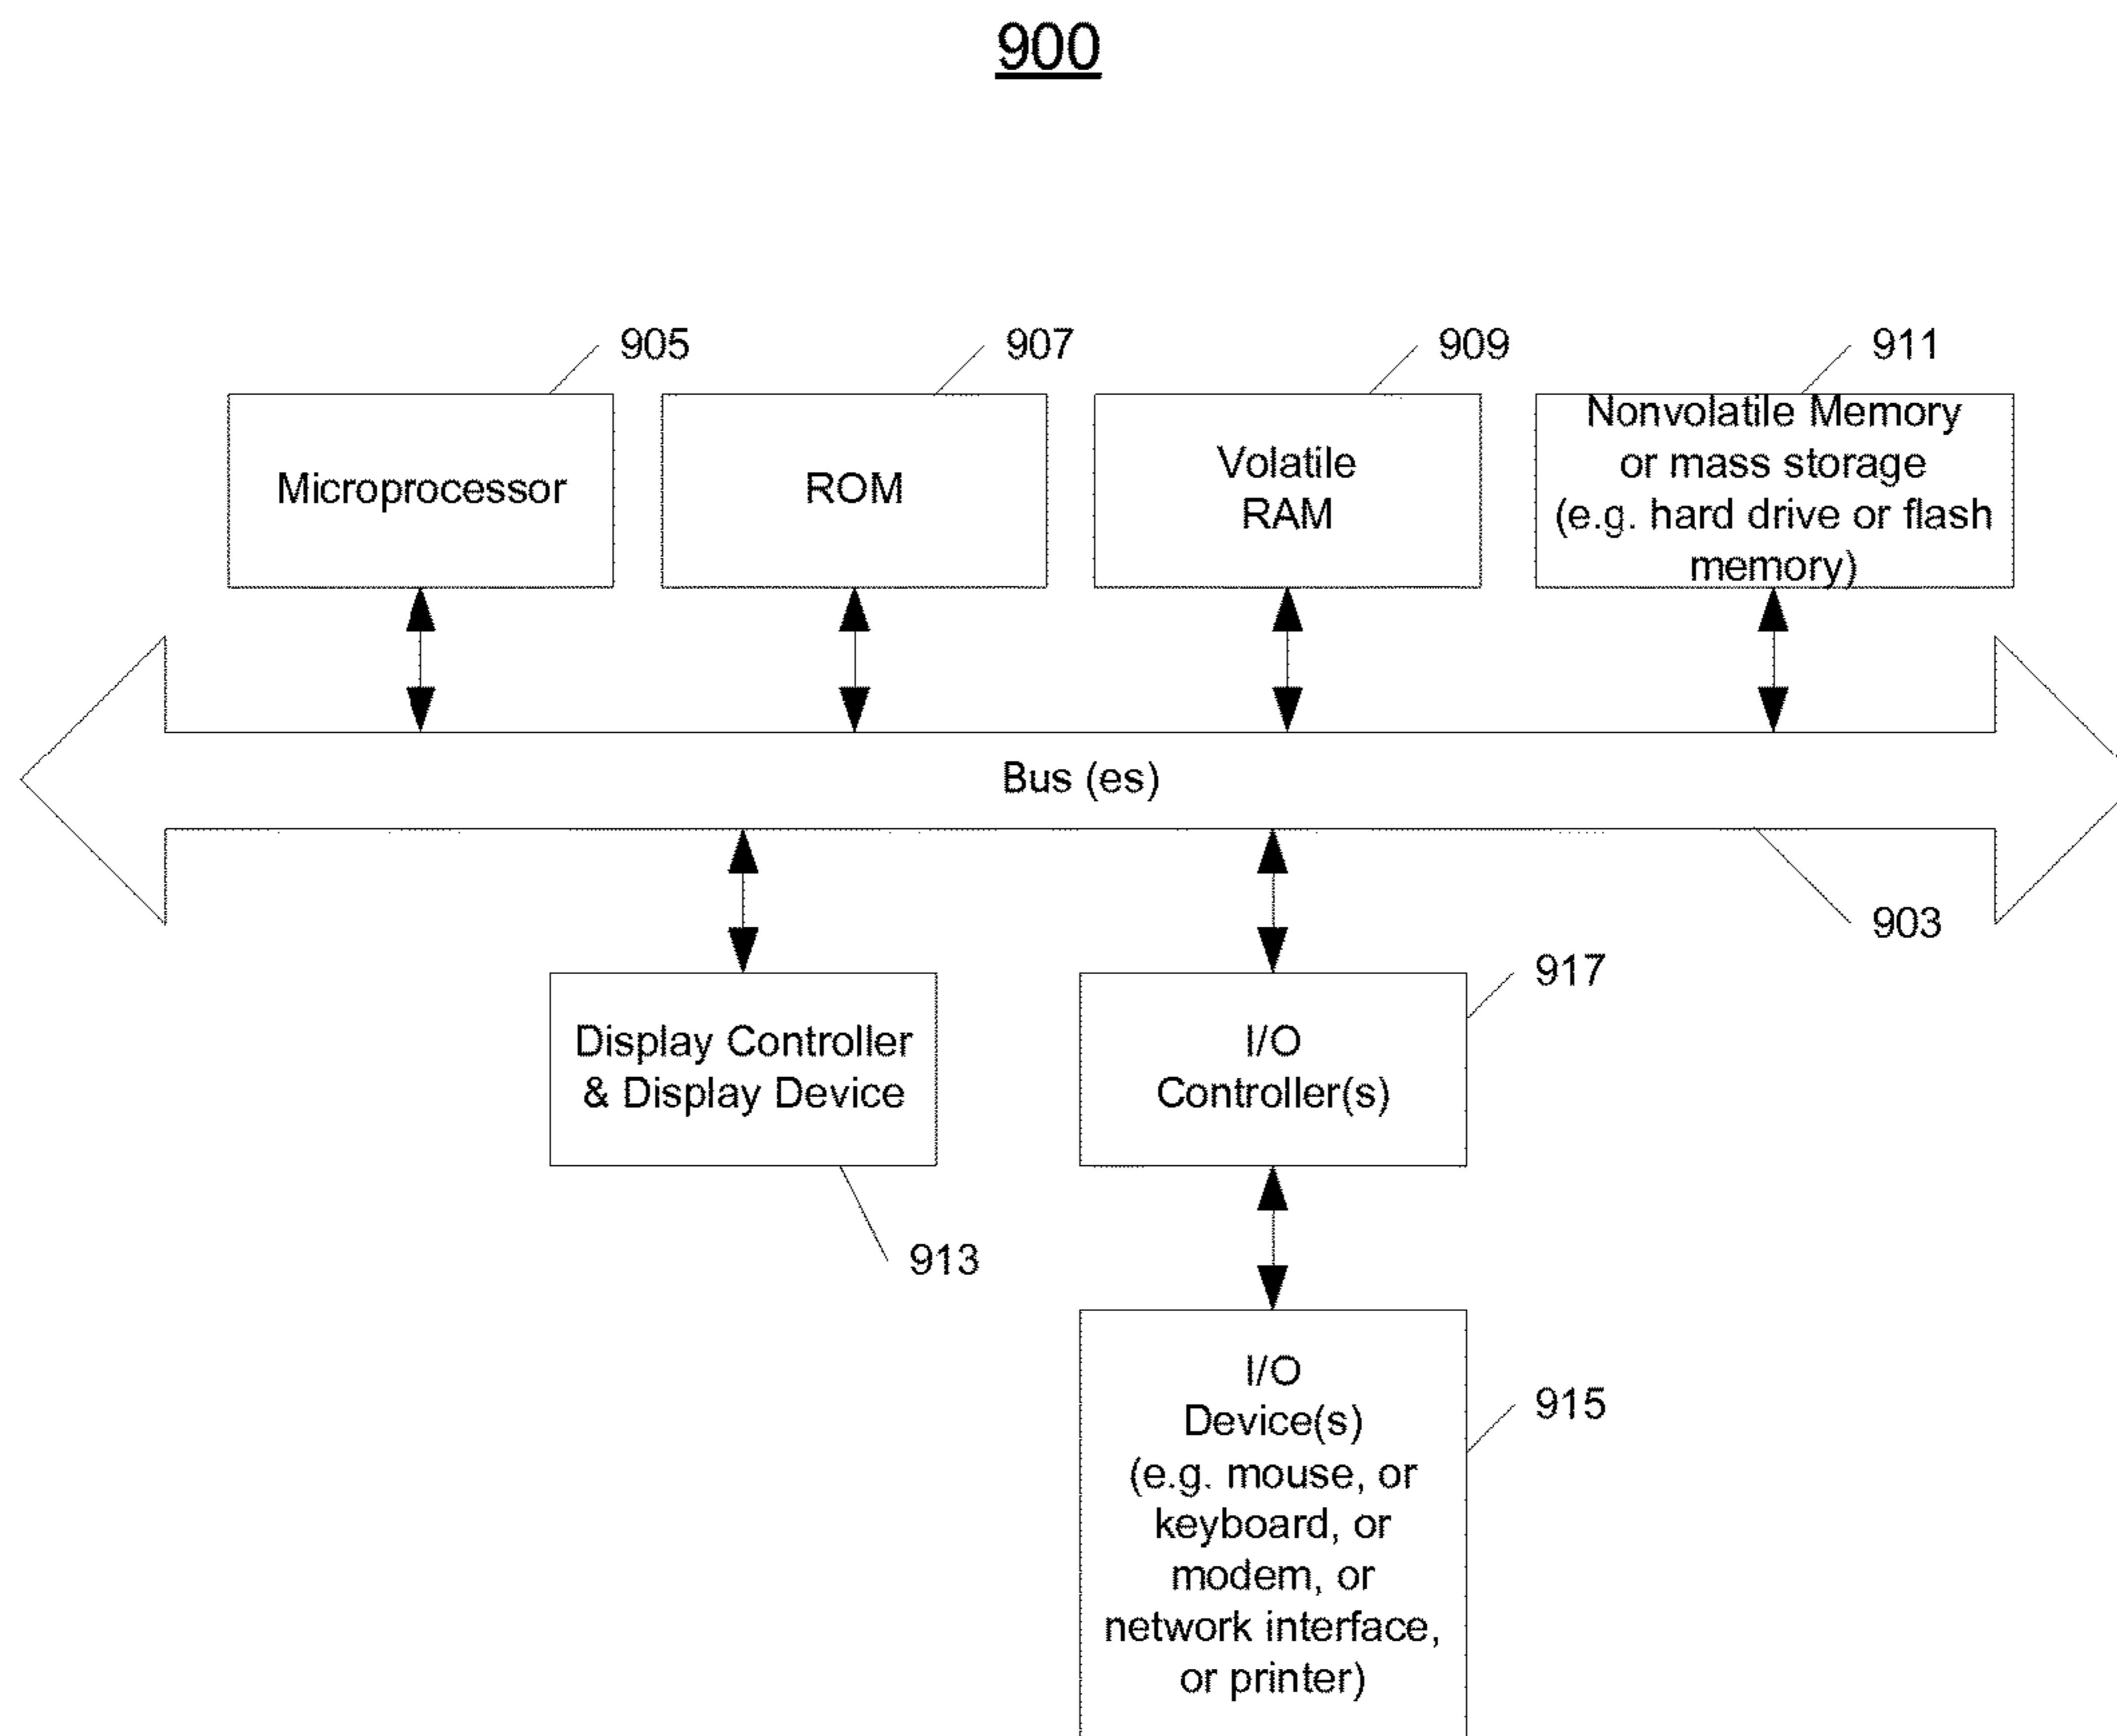 900
905
907
909
911
Microprocessor
ROM
Volatile
RAM
Nonvolatile Memory
or mass storage
(e.g. hard drive or flash
memory)
Bus (es)
903
917
Display Controller
& Display Device
I/O
Controller(s)
913
I/O
Device(s)
(e.g. mouse, or
keyboard, or
modem, or
network interface,
or printer)
915